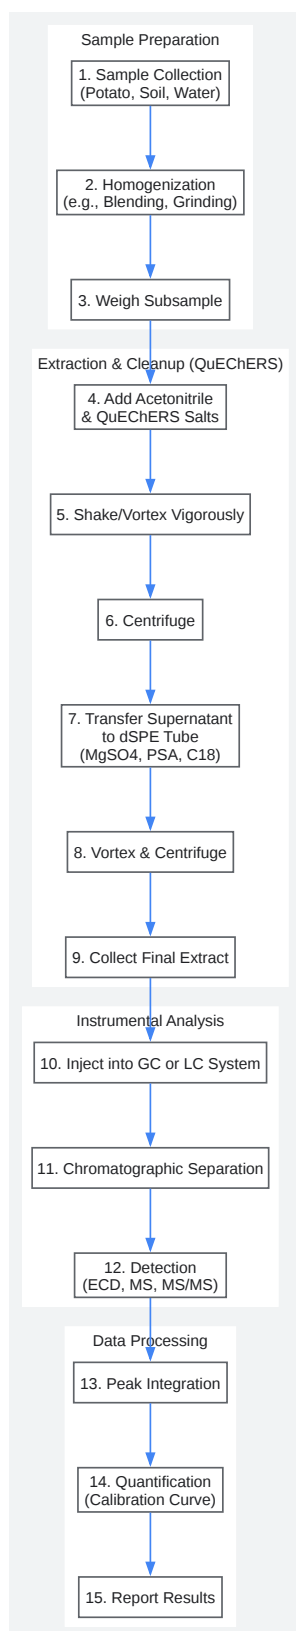 Sample Preparation
1. Sample Collection
(Potato, Soil, Water)
2. Homogenization
(e.g., Blending, Grinding)
3. Weigh Subsample
Extraction & Cleanup (QuEChERS)
4. Add Acetonitrile
& QuEChERS Salts
5. Shake/Vortex Vigorously
6. Centrifuge
7. Transfer Supernatant
to dSPE Tube
(MgSO4, PSA, C18)
8. Vortex & Centrifuge
9. Collect Final Extract
Instrumental Analysis
10. Inject into GC or LC System
11. Chromatographic Separation
12. Detection
(ECD, MS, MS/MS)
Data Processing
13. Peak Integration
14. Quantification
(Calibration Curve)
15. Report Results